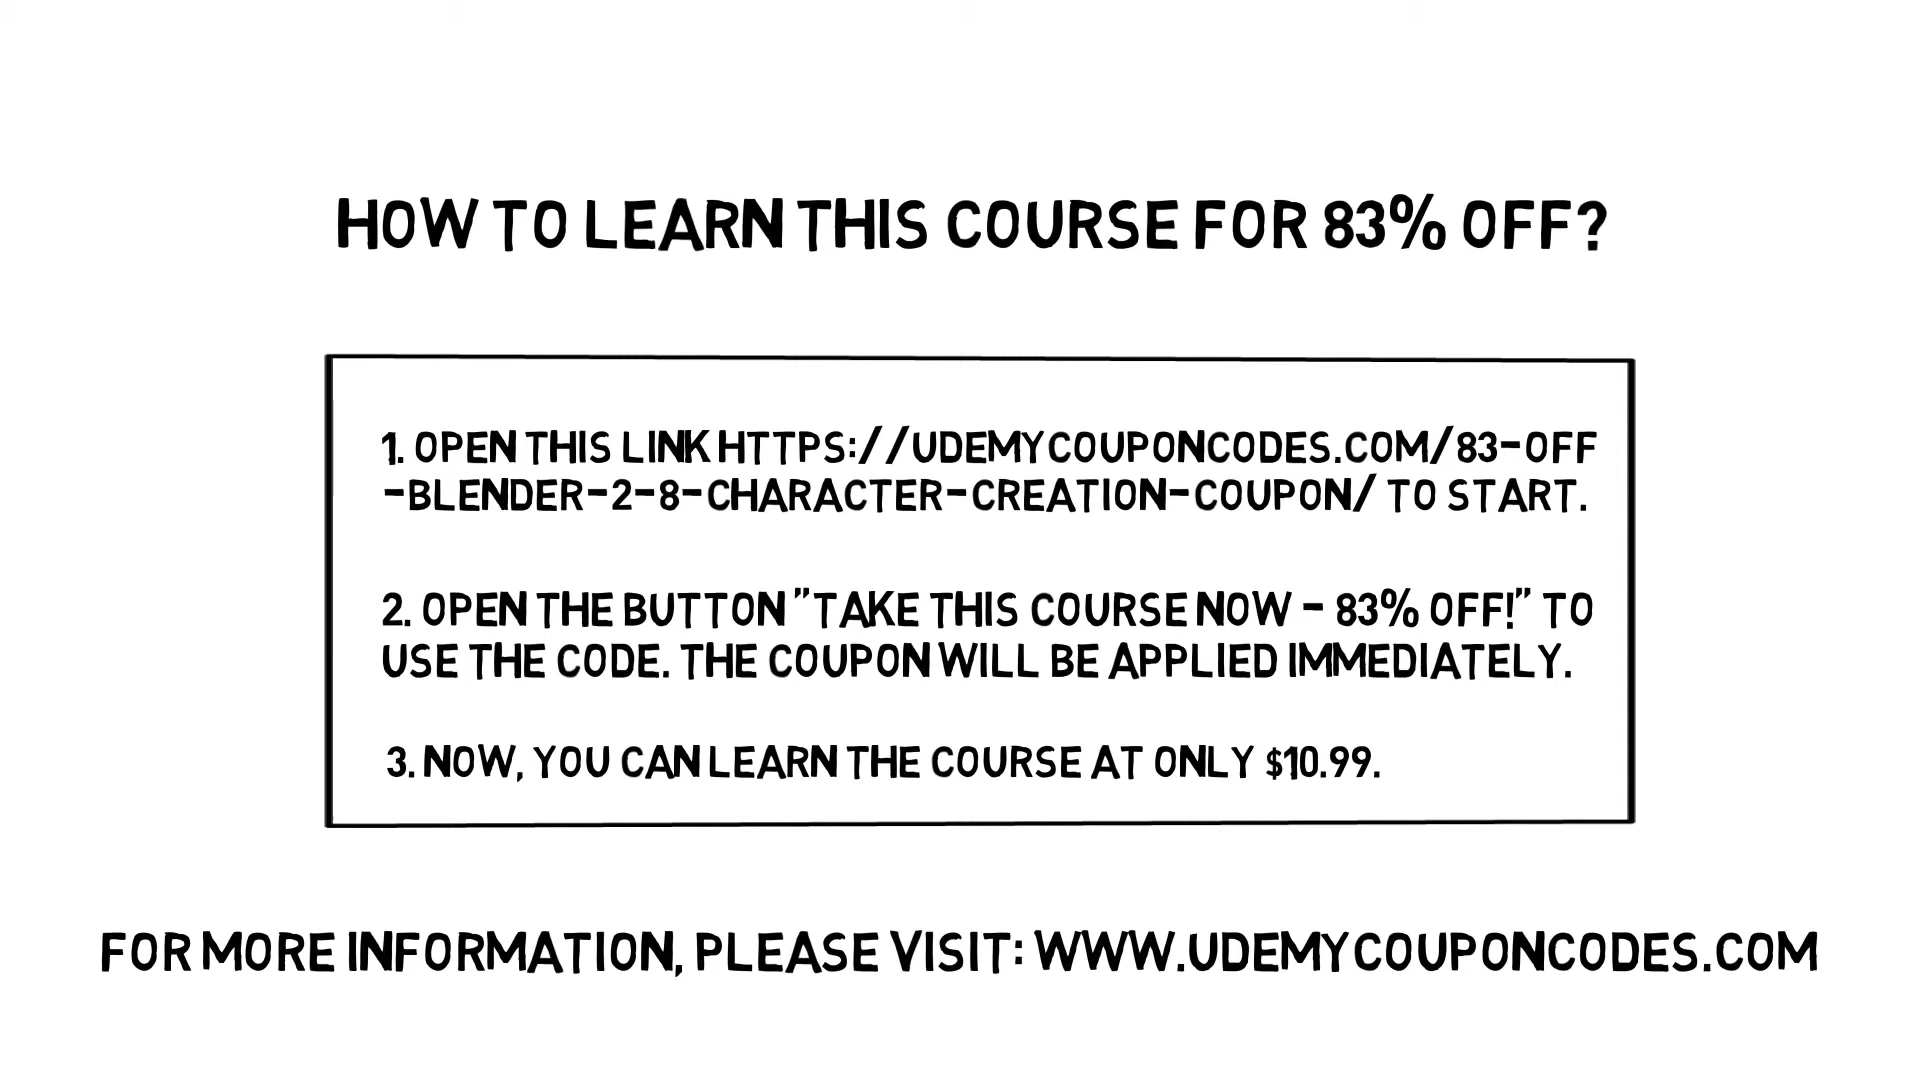 HOW TO LEARN THIS COURSE FOR 83% OFF?
1. OPEN THIS LINK HTTPS://UDEMYCOUPONCODES.COM/83-OFF
-BLENDER-2-8-CHARACTER-CREATION-COUPON/ TO START.
2. OPEN THE BUTTON "TAKE THIS COURSE NOW - 83% OFF!" TO
USE THE CODE. THE COUPON WILL BE APPLIED IMMEDIATELY.
3. NOW, YOU CAN LEARN THE COURSE AT ONLY $10.99.
FOR MORE INFORMATION, PLEASE VISIT: WWW.UDEMYCOUPONCODES.COM